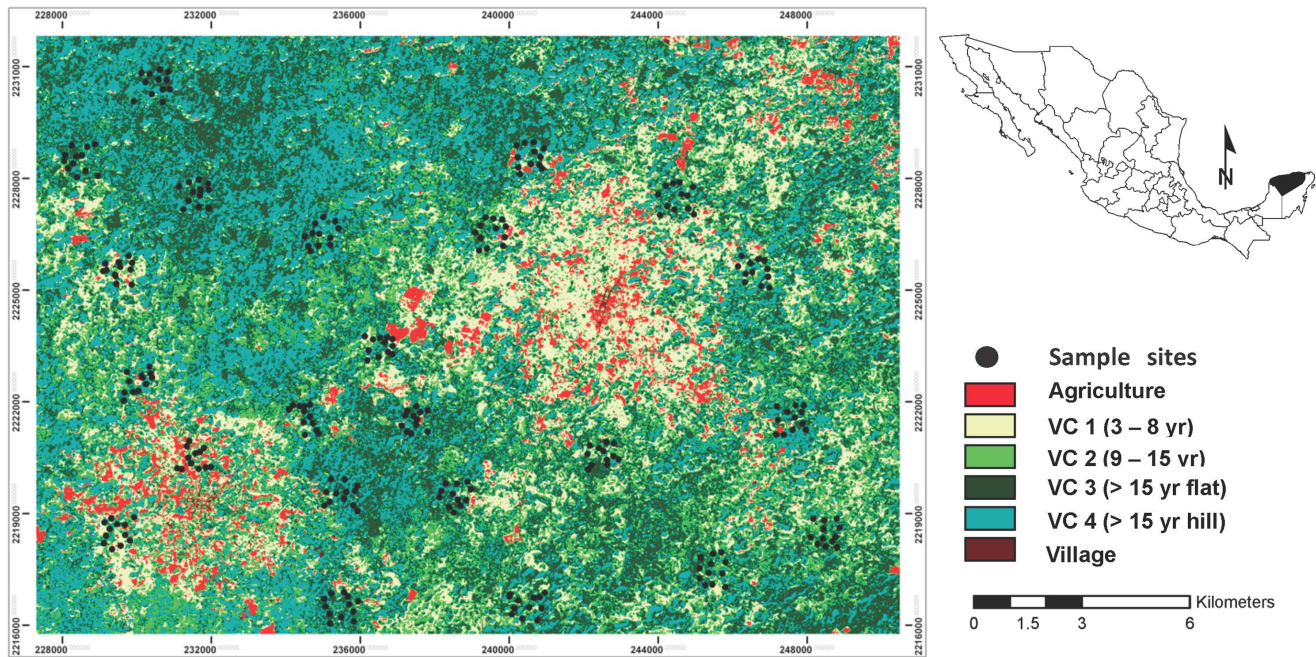 228000 232000 236000 240000 244000 248000
2231000 2231000
2228000 2228000
2225000 2225000
2222000 2222000
2219000 2219000
2216000 2216000
228000 232000 236000 240000 244000 248000
N
Sample sites
Agriculture
VC 1 (3 – 8 yr)
VC 2 (9 – 15 yr)
VC 3 (> 15 yr flat)
VC 4 (> 15 yr hill)
Village
Kilometers
0 1.5 3 6